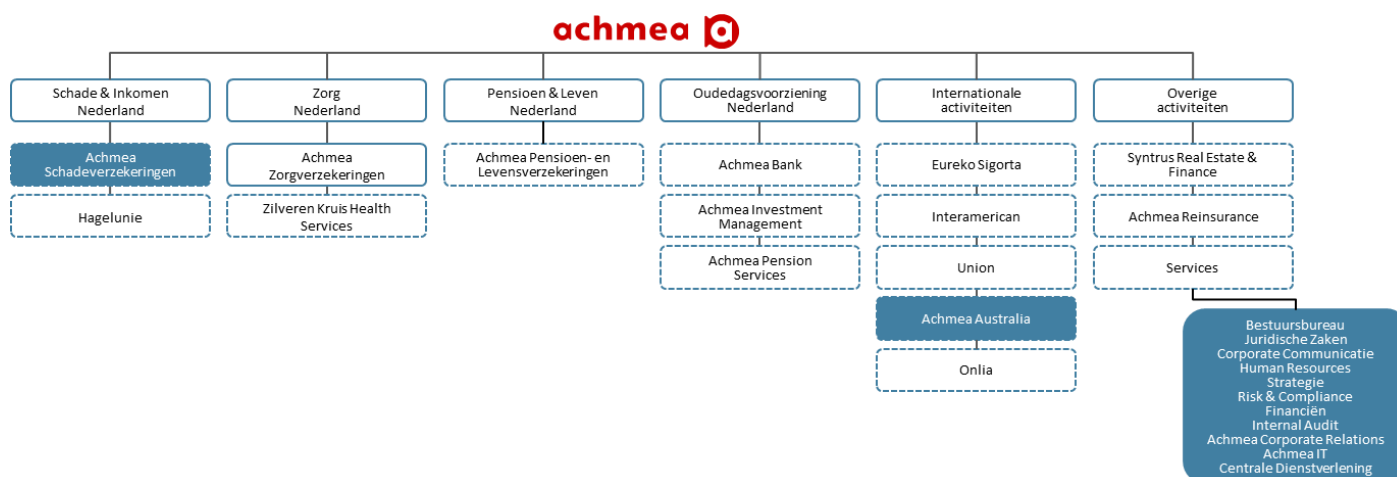 achmea
Schade & Inkomen
Nederland
Zorg
Nederland
Pensioen & Leven
Nederland
Oudedagsvoorziening
Nederland
Internationale
activiteiten
Overige
activiteiten
Achmea
Schadeverzekeringen
Achmea
Zorgverzekeringen
Achmea Pensioen- en
Levensverzekeringen
Achmea Bank
Eureko Sigorta
Syntrus Real Estate &
Finance
Hagelunie
Zilveren Kruis Health
Services
Achmea Investment
Management
Interamerican
Achmea Reinsurance
Achmea Pension
Services
Union
Services
Achmea Australia
Onlia
Bestuursbureau
Juridische Zaken
Corporate Communicatie
Human Resources
Strategie
Risk & Compliance
Financiën
Internal Audit
Achmea Corporate Relations
Achmea IT
Centrale Dienstverlening